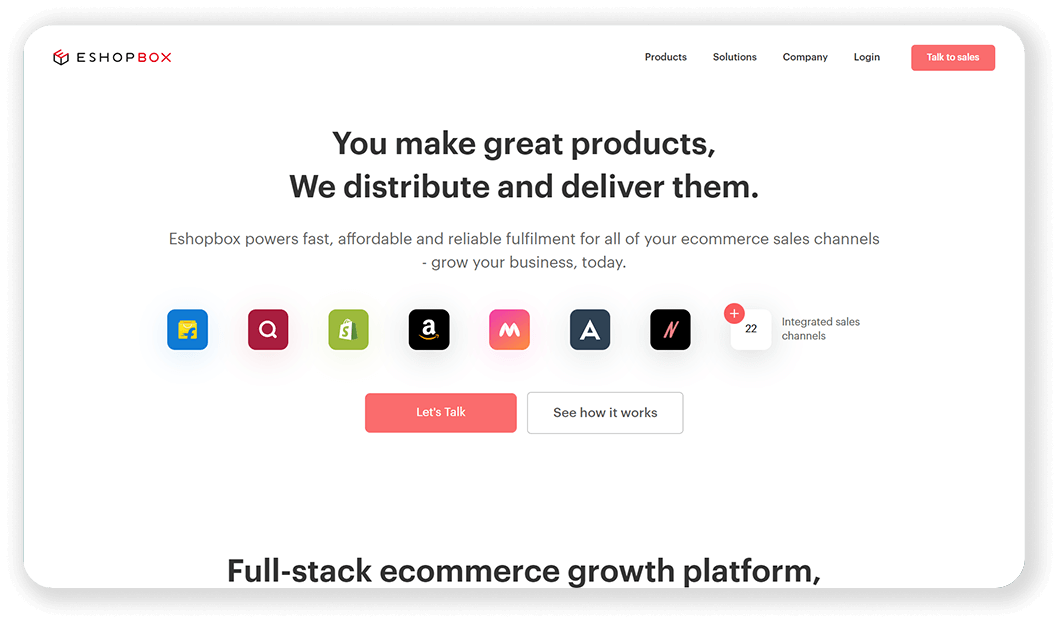 ESHOPBOX
Products Solutions Company Login Talk to sales
You make great products,
We distribute and deliver them.
Eshopbox powers fast, affordable and reliable fulfilment for all of your ecommerce sales channels
- grow your business, today.
+ 22 Integrated sales
channels
Let's Talk See how it works
Full-stack ecommerce growth platform,